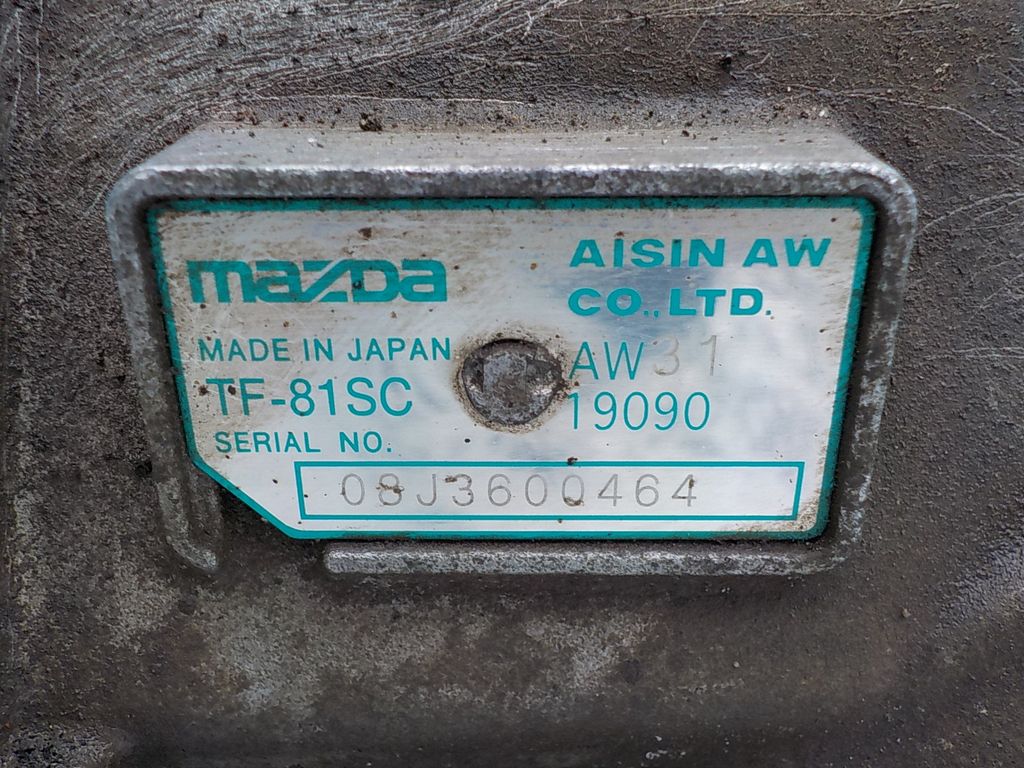 mazda
AISIN AW
CO., LTD.
MADE IN JAPAN
AW31
TF-81SC
19090
SERIAL NO.
08J3600464